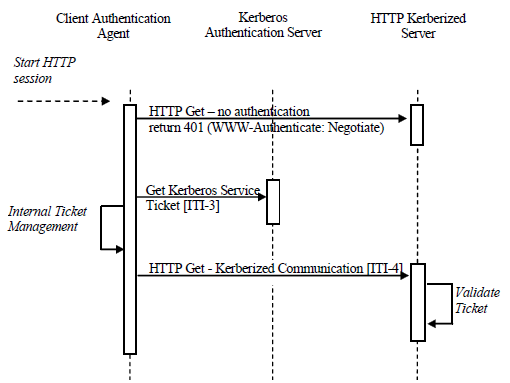 Client Authentication
Agent
Kerberos
Authentication Server
HTTP Kerberized
Server
Start HTTP
session
HTTP Get – no authentication
return 401 (WWW-Authenticate: Negotiate)
Get Kerberos Service
Ticket [ITI-3]
Internal Ticket
Management
HTTP Get - Kerberized Communication [ITI-4]
Validate
Ticket